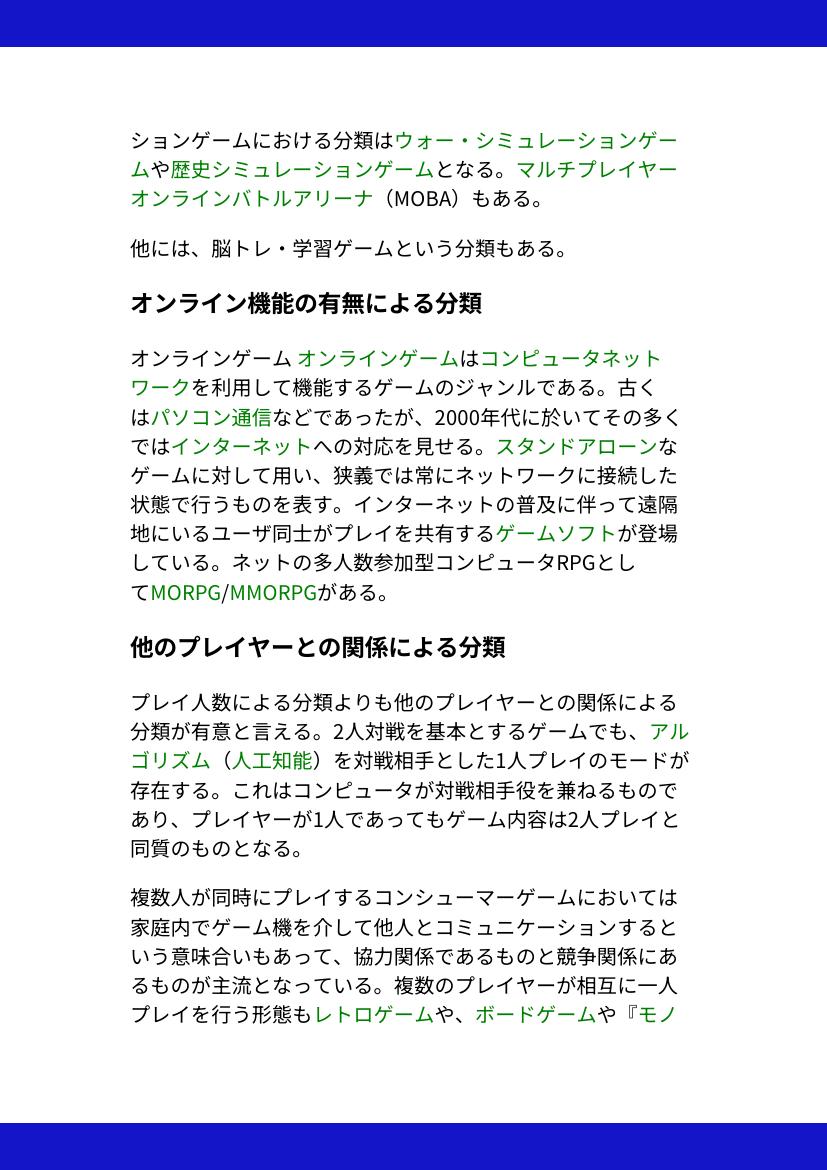 ションゲームにおける分類はウォー・シミュレーションゲー
ムや歴史シミュレーションゲームとなる。マルチプレイヤー
オンラインバトルアリーナ（MOBA）もある。
他には、脳トレ・学習ゲームという分類もある。
オンライン機能の有無による分類
オンラインゲーム オンラインゲームはコンピュータネット
ワークを利用して機能するゲームのジャンルである。古く
はパソコン通信などであったが、2000年代に於いてその多く
ではインターネットへの対応を見せる。スタンドアローンな
ゲームに対して用い、狭義では常にネットワークに接続した
状態で行うものを表す。インターネットの普及に伴って遠隔
地にいるユーザ同士がプレイを共有するゲームソフトが登場
している。ネットの多人数参加型コンピュータRPGとし
てMORPG/MMORPGがある。
他のプレイヤーとの関係による分類
プレイ人数による分類よりも他のプレイヤーとの関係による
分類が有意と言える。2人対戦を基本とするゲームでも、アル
ゴリズム（人工知能）を対戦相手とした1人プレイのモードが
存在する。これはコンピュータが対戦相手役を兼ねるもので
あり、プレイヤーが1人であってもゲーム内容は2人プレイと
同質のものとなる。
複数人が同時にプレイするコンシューマーゲームにおいては
家庭内でゲーム機を介して他人とコミュニケーションすると
いう意味合いもあって、協力関係であるものと競争関係にあ
るものが主流となっている。複数のプレイヤーが相互に一人
プレイを行う形態もレトロゲームや、ボードゲームや『モノ